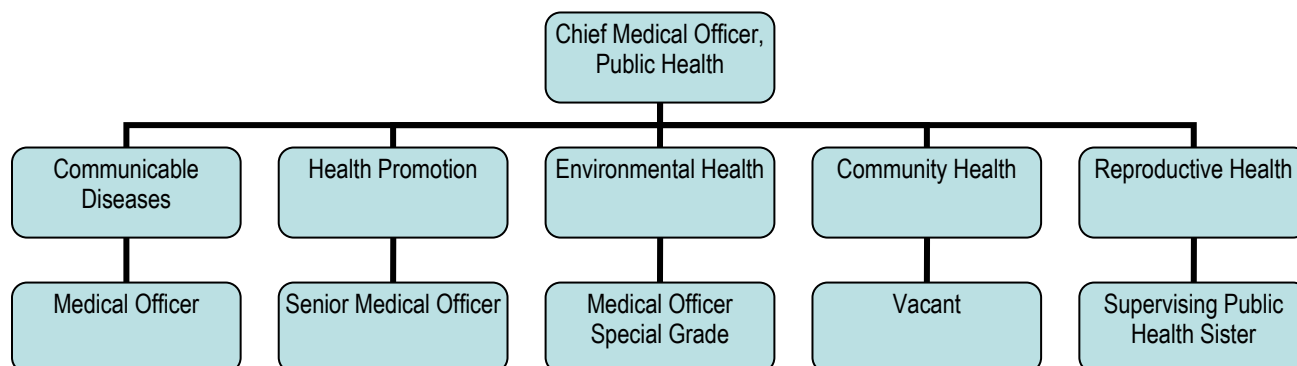 Chief Medical Officer,
Public Health
Communicable
Diseases
Health Promotion
Environmental Health
Community Health
Reproductive Health
Medical Officer
Senior Medical Officer
Medical Officer
Special Grade
Vacant
Supervising Public
Health Sister